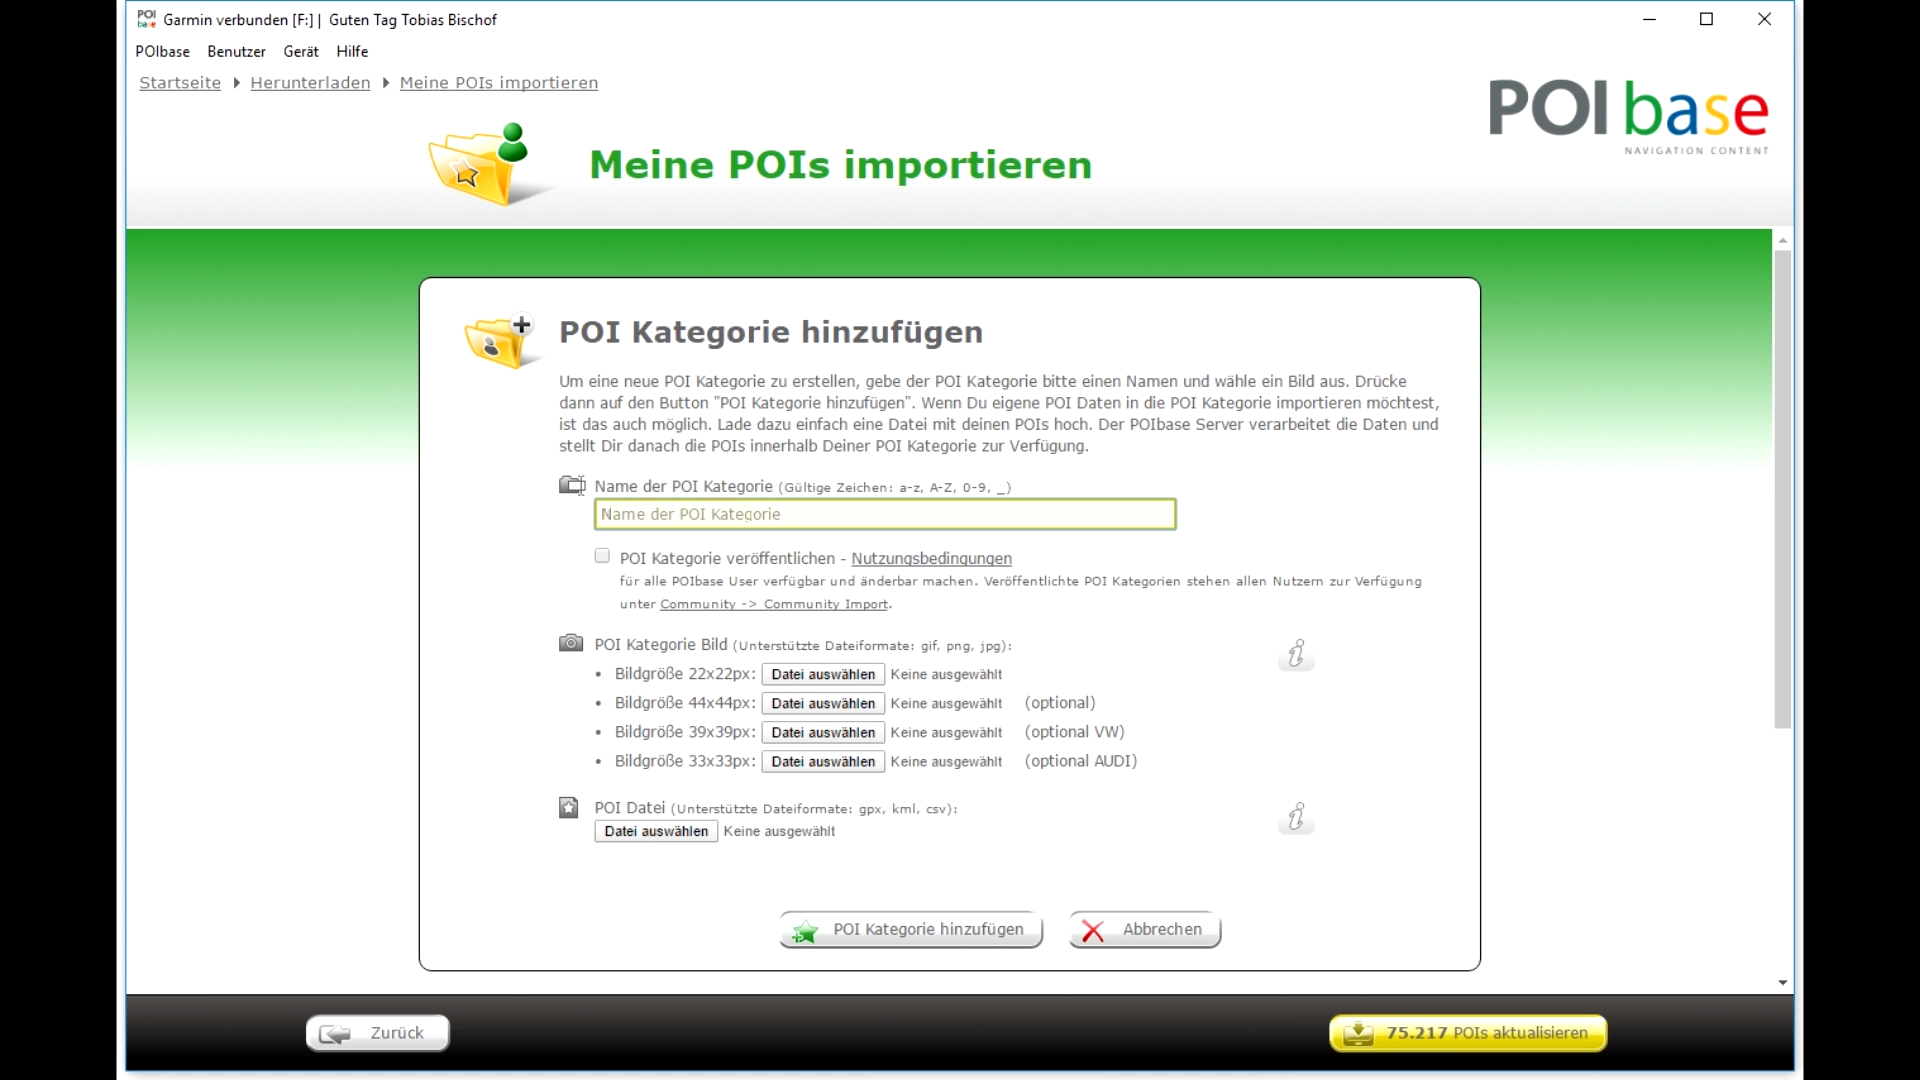 POI base Garmin verbunden [F:] | Guten Tag Tobias Bischof
POIbase Benutzer Gerät Hilfe
Startseite Herunterladen Meine POIs importieren
POIbase
NAVIGATION CONTENT
Meine POIs importieren
POI Kategorie hinzufügen
Um eine neue POI Kategorie zu erstellen, gebe der POI Kategorie bitte einen Namen und wähle ein Bild aus. Drücke
dann auf den Button "POI Kategorie hinzufügen". Wenn Du eigene POI Daten in die POI Kategorie importieren möchtest,
ist das auch möglich. Lade dazu einfach eine Datei mit deinen POIs hoch. Der POIbase Server verarbeitet die Daten und
stellt Dir danach die POIs innerhalb Deiner POI Kategorie zur Verfügung.
Name der POI Kategorie (Gültige Zeichen: a-z, A-Z, 0-9, _)
Name der POI Kategorie
POI Kategorie veröffentlichen - Nutzungsbedingungen
für alle POIbase User verfügbar und änderbar machen. Veröffentlichte POI Kategorien stehen allen Nutzern zur Verfügung
unter Community -> Community Import.
POI Kategorie Bild (Unterstützte Dateiformate: gif, png, jpg):
• Bildgröße 22x22px: Datei auswählen Keine ausgewählt
• Bildgröße 44x44px: Datei auswählen Keine ausgewählt (optional)
• Bildgröße 39x39px: Datei auswählen Keine ausgewählt (optional VW)
• Bildgröße 33x33px: Datei auswählen Keine ausgewählt (optional AUDI)
POI Datei (Unterstützte Dateiformate: gpx, kml, csv):
Datei auswählen Keine ausgewählt
POI Kategorie hinzufügen Abbrechen
Zurück 75.217 POIs aktualisieren